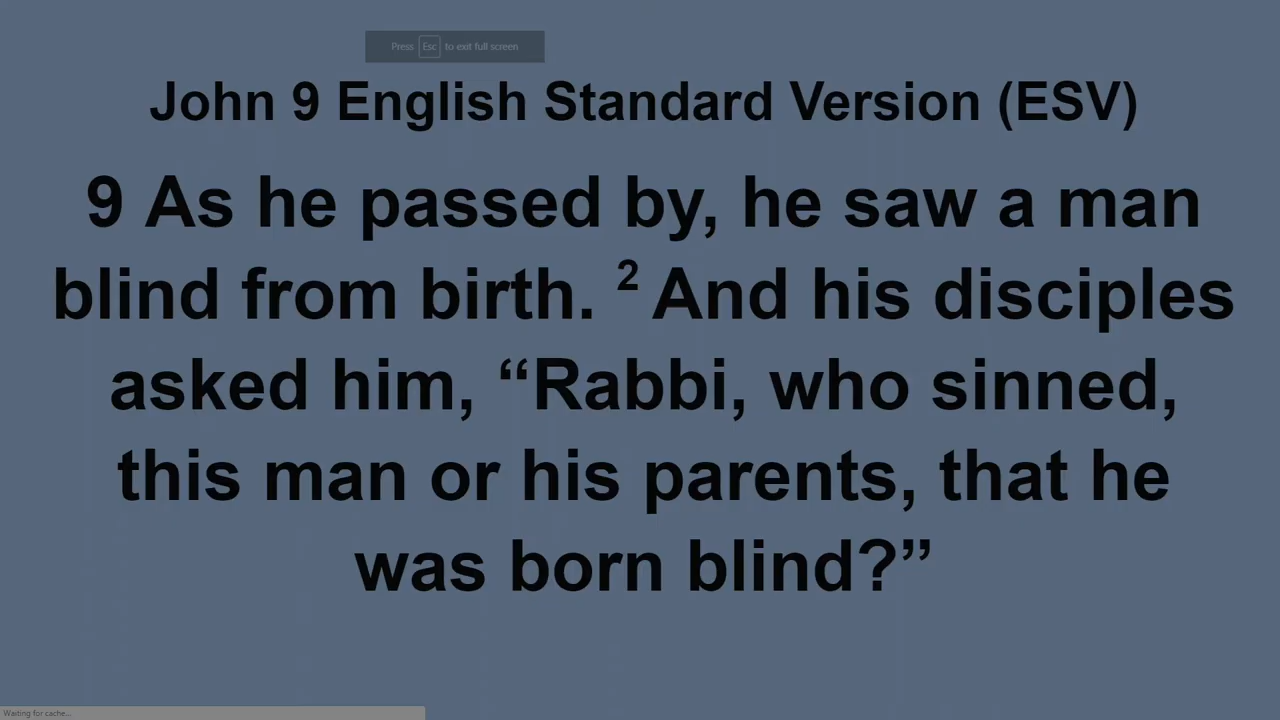 Press Esc to exit full screen
John 9 English Standard Version (ESV)
9 As he passed by, he saw a man
blind from birth. ² And his disciples
asked him, “Rabbi, who sinned,
this man or his parents, that he
was born blind?”
Waiting for cache...